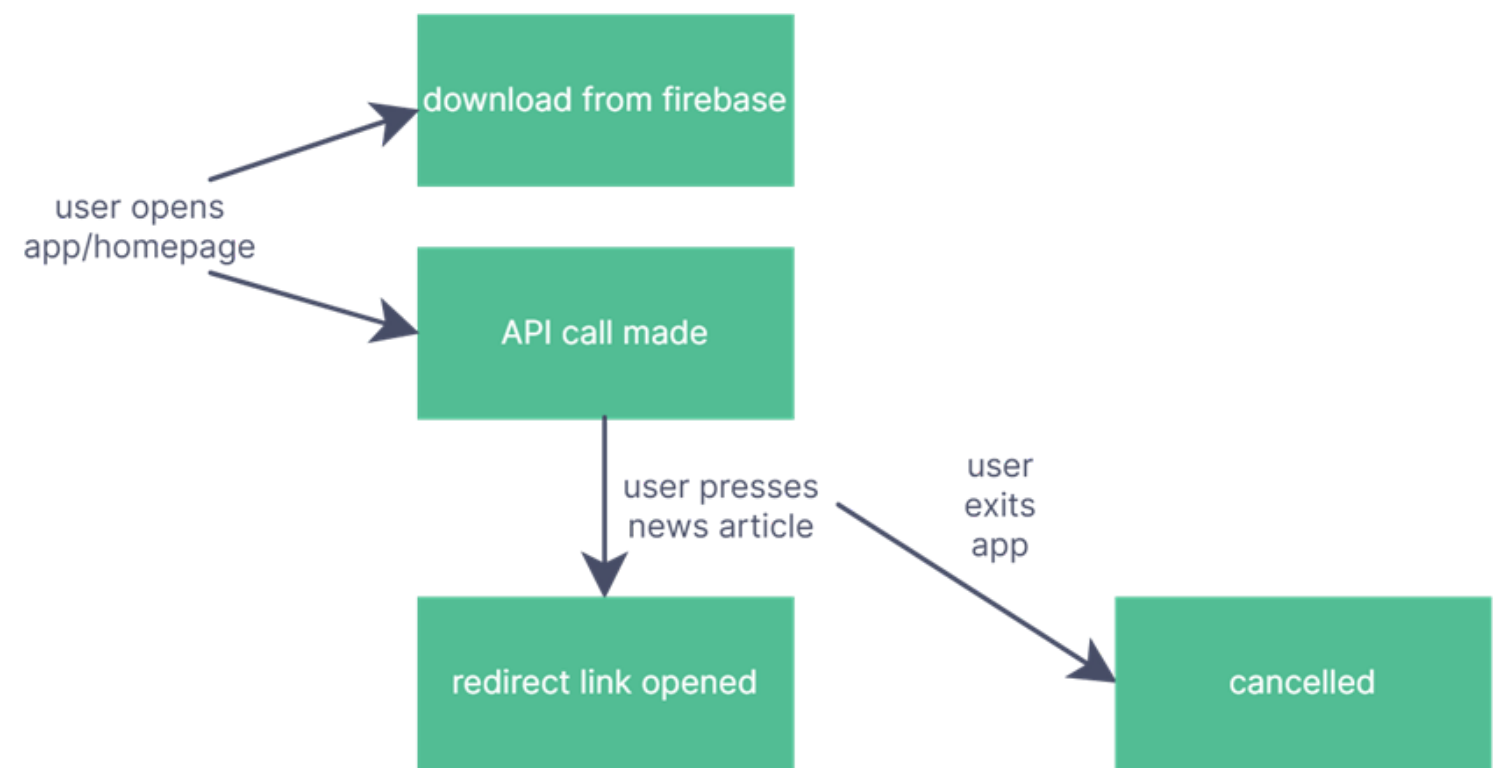 download from firebase
user opens
app/homepage
API call made
user presses
news article
user
exits
app
redirect link opened
cancelled